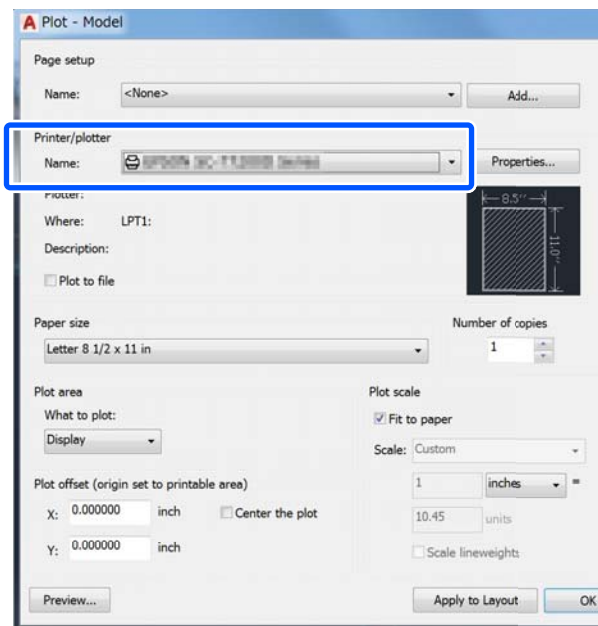 Plot - Model
Page setup
Name: <None> Add...
Printer/plotter
Name: Properties...
Plotter:
Where: LPT1:
Description:
Plot to file
8.5''
11.0''
Paper size
Letter 8 1/2 x 11 in
Number of copies
1
Plot area
What to plot:
Display
Plot scale
Fit to paper
Scale: Custom
1 inches =
10.45 units
Scale lineweights
Plot offset (origin set to printable area)
X: 0.000000 inch Center the plot
Y: 0.000000 inch
Preview... Apply to Layout OK